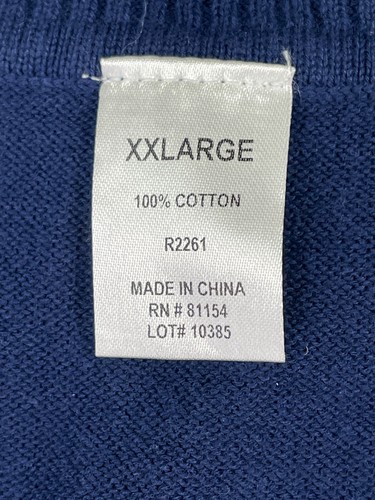 XXLARGE
100% COTTON
R2261
MADE IN CHINA
RN # 81154
LOT# 10385